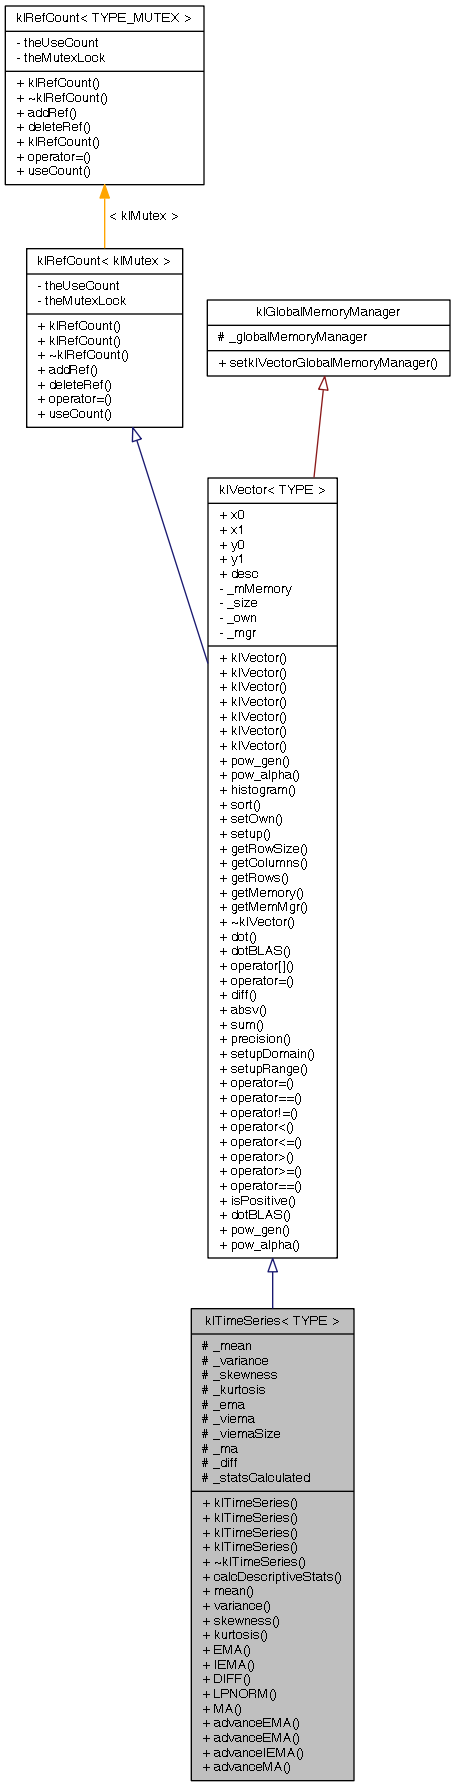 klRefCount< TYPE_MUTEX >
- theUseCount
- theMutexLock
+ klRefCount()
+ ~klRefCount()
+ addRef()
+ deleteRef()
+ klRefCount()
+ operator=()
+ useCount()
< klMutex >
klRefCount< klMutex >
- theUseCount
- theMutexLock
+ klRefCount()
+ klRefCount()
+ ~klRefCount()
+ addRef()
+ deleteRef()
+ operator=()
+ useCount()
klGlobalMemoryManager
# _globalMemoryManager
+ setklVectorGlobalMemoryManager()
klVector< TYPE >
+ x0
+ x1
+ y0
+ y1
+ desc
- _mMemory
- _size
- _own
- _mgr
+ klVector()
+ klVector()
+ klVector()
+ klVector()
+ klVector()
+ klVector()
+ klVector()
+ pow_gen()
+ pow_alpha()
+ histogram()
+ sort()
+ setOwn()
+ setup()
+ getRowSize()
+ getColumns()
+ getRows()
+ getMemory()
+ getMemMgr()
+ ~klVector()
+ dot()
+ dotBLAS()
+ operator[]()
+ operator=()
+ diff()
+ absv()
+ sum()
+ precision()
+ setupDomain()
+ setupRange()
+ operator=()
+ operator==()
+ operator!=()
+ operator<()
+ operator<=()
+ operator>()
+ operator>=()
+ operator==()
+ isPositive()
+ dotBLAS()
+ pow_gen()
+ pow_alpha()
klTimeSeries< TYPE >
# _mean
# _variance
# _skewness
# _kurtosis
# _ema
# _viema
# _viemaSize
# _ma
# _diff
# _statsCalculated
+ klTimeSeries()
+ klTimeSeries()
+ klTimeSeries()
+ klTimeSeries()
+ ~klTimeSeries()
+ calcDescriptiveStats()
+ mean()
+ variance()
+ skewness()
+ kurtosis()
+ EMA()
+ IEMA()
+ DIFF()
+ LPNORM()
+ MA()
+ advanceEMA()
+ advanceEMA()
+ advanceIEMA()
+ advanceMA()